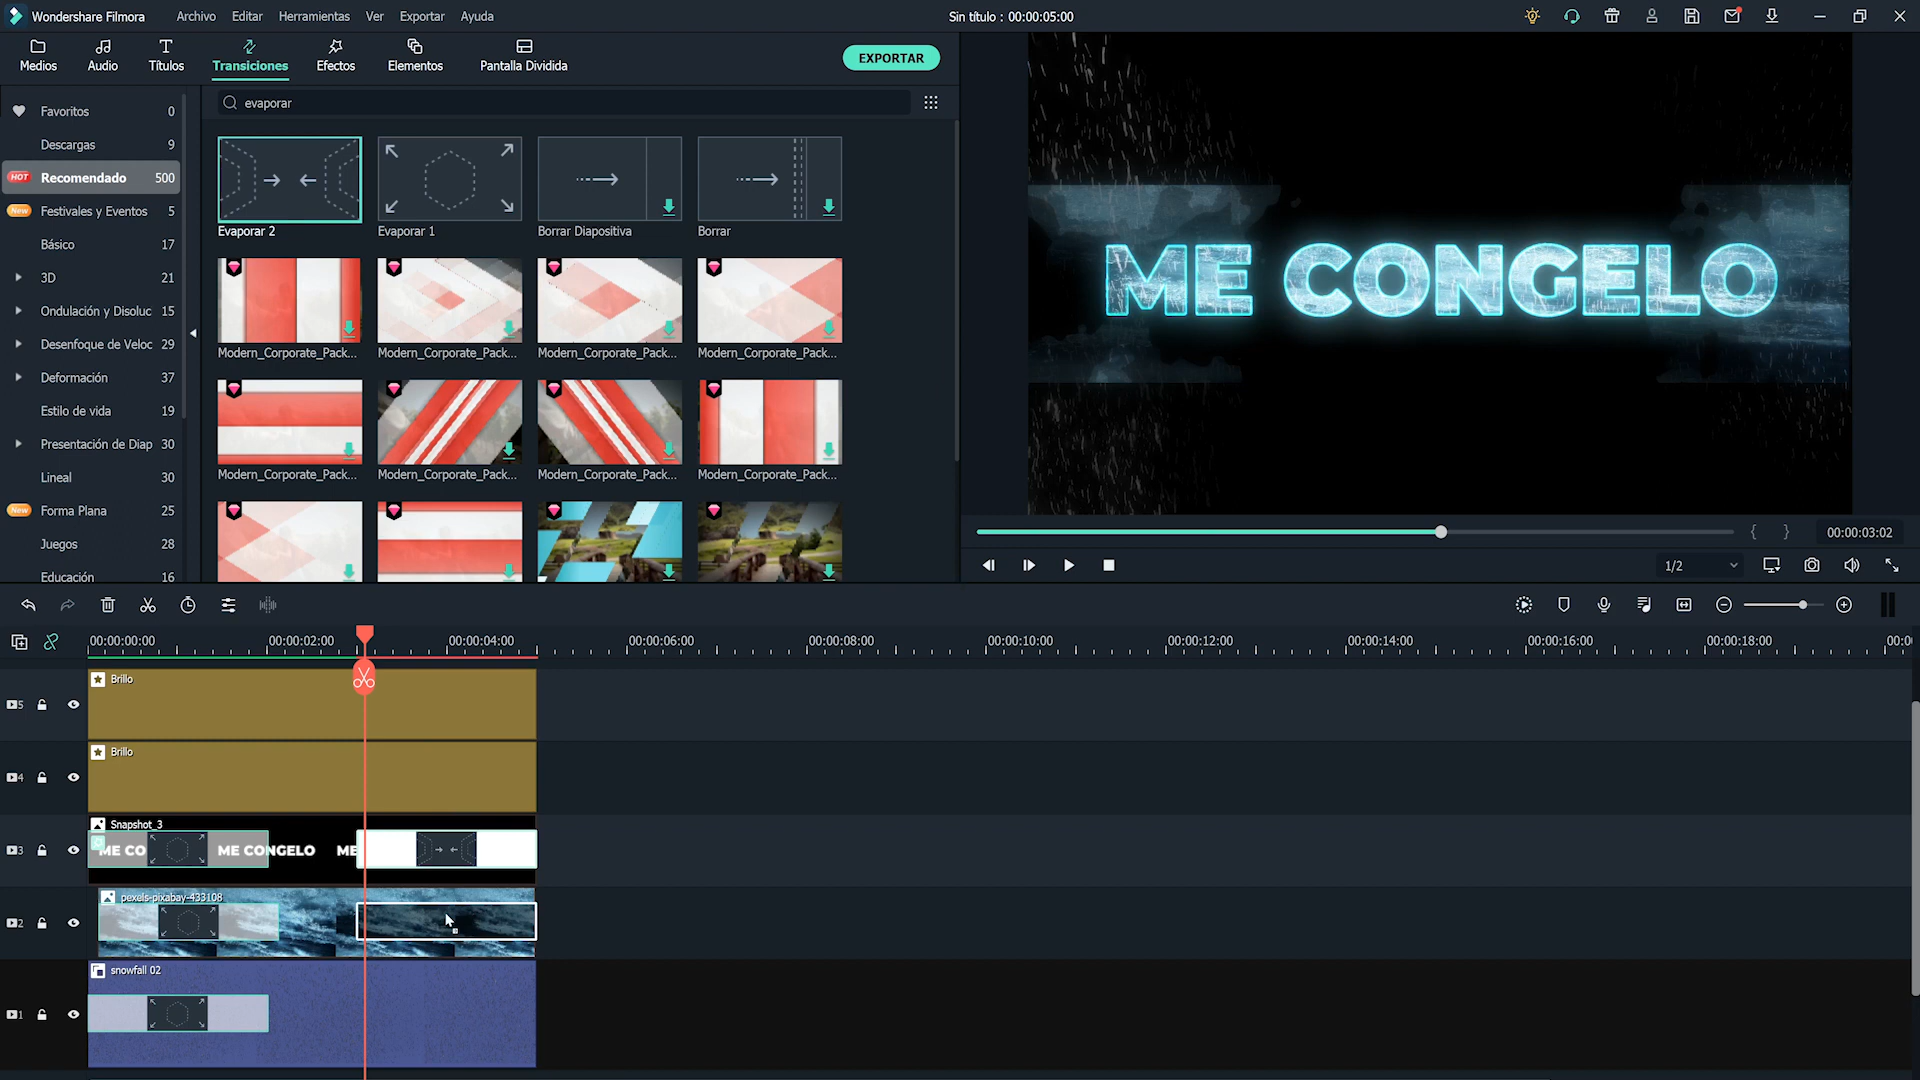 Wondershare Filmora
Archivo
Editar
Herramientas
Ver
Exportar
Ayuda
Sin título : 00:00:05:00
Medios
Audio
Títulos
Transiciones
Efectos
Elementos
Pantalla Dividida
EXPORTAR
Favoritos 0
Descargas 9
HOT Recomendado 500
New Festivales y Eventos 5
Básico 17
3D 21
Ondulación y Disoluc 15
Desenfoque de Veloc 29
Deformación 37
Estilo de vida 19
Presentación de Diap 30
Lineal 30
New Forma Plana 25
Juegos 28
Educación 16
evaporar
Evaporar 2
Evaporar 1
Borrar Diapositiva
Borrar
Modern_Corporate_Pack...
Modern_Corporate_Pack...
Modern_Corporate_Pack...
Modern_Corporate_Pack...
Modern_Corporate_Pack...
Modern_Corporate_Pack...
Modern_Corporate_Pack...
Modern_Corporate_Pack...
ME CONGELO
{ } 00:00:03:02
1/2
00:00:00:00
00:00:02:00
00:00:04:00
00:00:06:00
00:00:08:00
00:00:10:00
00:00:12:00
00:00:14:00
00:00:16:00
00:00:18:00
00:0
5
Brillo
4
Brillo
3
Snapshot_3
ME CO
ME CONGELO
ME
2
pexels-pixabay-433108
1
snowfall 02